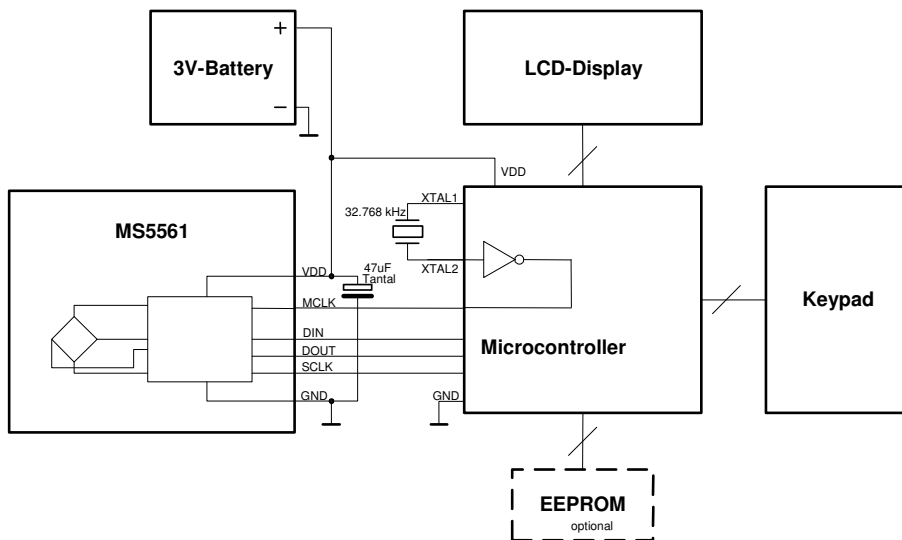 +
3V-Battery
−
LCD-Display
VDD
XTAL1
32.768 kHz
XTAL2
MS5561
VDD
47uF
Tantal
MCLK
DIN
DOUT
SCLK
GND
Microcontroller
GND
Keypad
EEPROM
optional